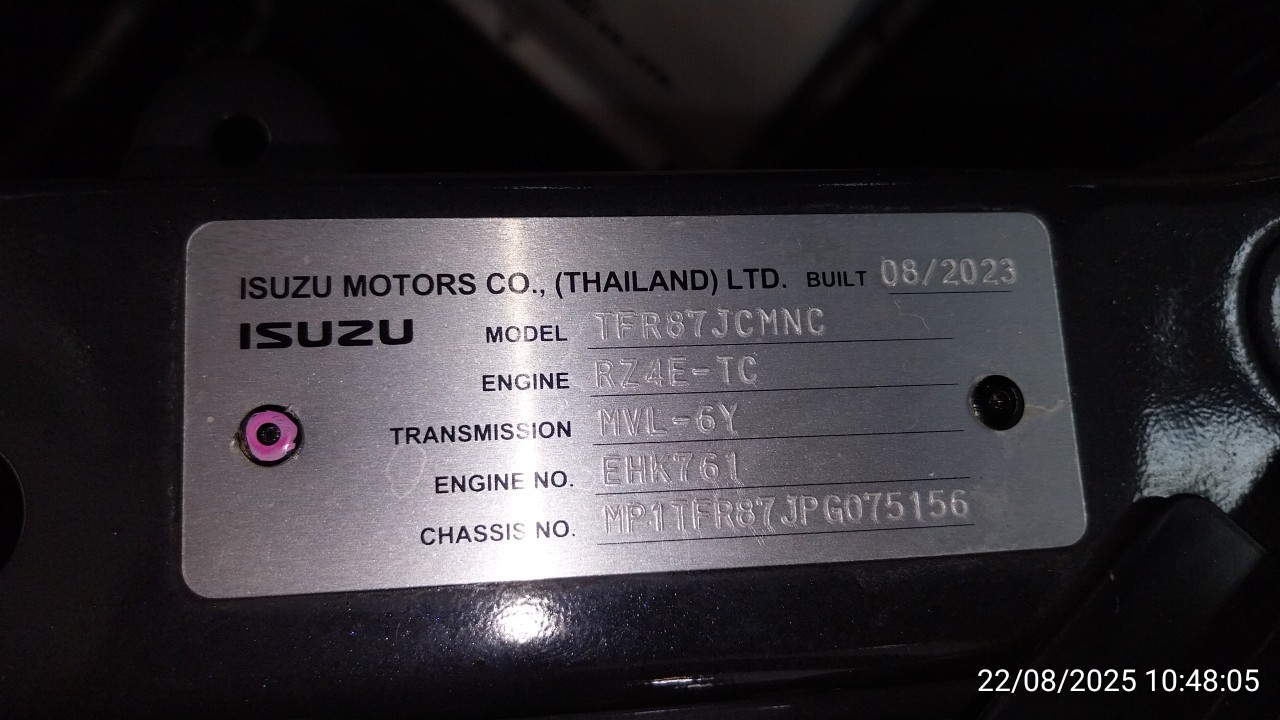 ISUZU MOTORS CO., (THAILAND) LTD. BUILT 08/2023
ISUZU MODEL TFR87JCMNC
ENGINE RZ4E-TC
TRANSMISSION MVL-6Y
ENGINE NO. EHK761
CHASSIS NO. MP1TFR87JPG075156
22/08/2025 10:48:05